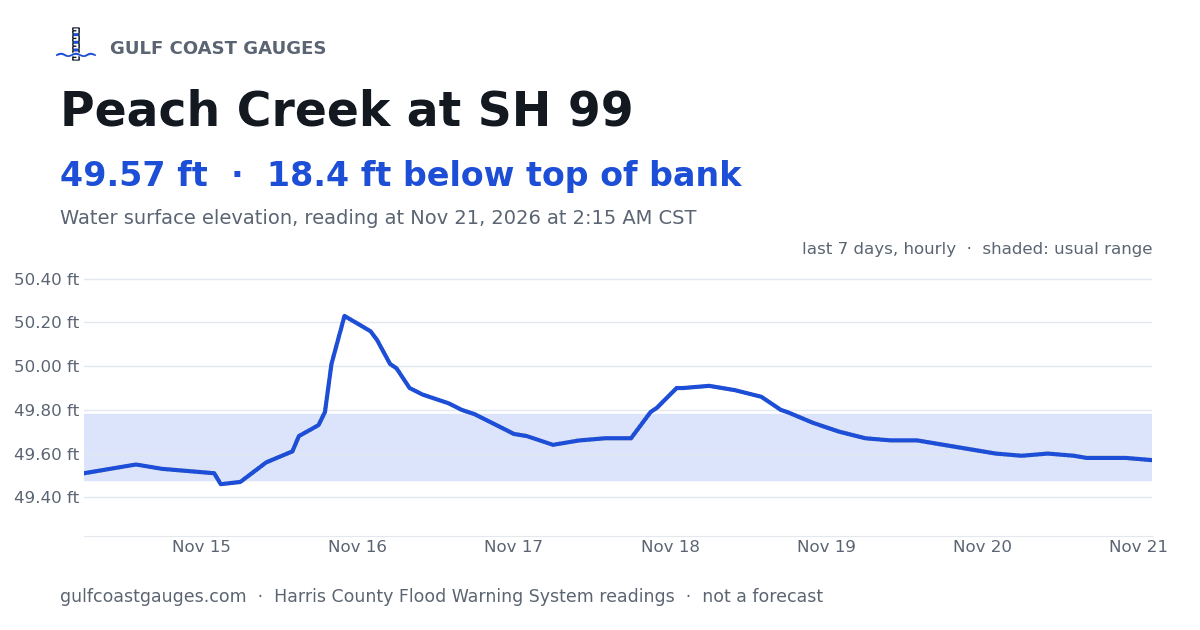 GULF COAST GAUGES
Peach Creek at SH 99
49.57 ft · 18.4 ft below top of bank
Water surface elevation, reading at Nov 21, 2026 at 2:15 AM CST
last 7 days, hourly · shaded: usual range
50.40 ft
50.20 ft
50.00 ft
49.80 ft
49.60 ft
49.40 ft
Nov 15 Nov 16 Nov 17 Nov 18 Nov 19 Nov 20 Nov 21
gulfcoastgauges.com · Harris County Flood Warning System readings · not a forecast